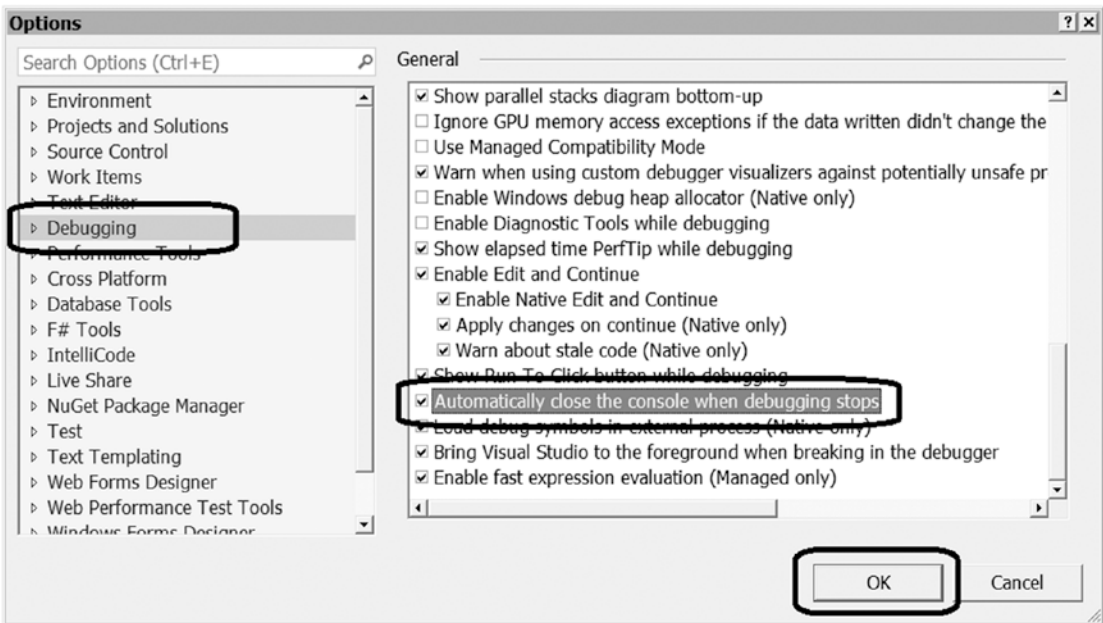 Options
? x
Search Options (Ctrl+E)
Environment
Projects and Solutions
Source Control
Work Items
Text Editor
Debugging
Performance Tools
Cross Platform
Database Tools
F# Tools
IntelliCode
Live Share
NuGet Package Manager
Test
Text Templating
Web Forms Designer
Web Performance Test Tools
Windows Forms Designer
General
Show parallel stacks diagram bottom-up
Ignore GPU memory access exceptions if the data written didn't change the
Use Managed Compatibility Mode
Warn when using custom debugger visualizers against potentially unsafe pr
Enable Windows debug heap allocator (Native only)
Enable Diagnostic Tools while debugging
Show elapsed time PerfTip while debugging
Enable Edit and Continue
Enable Native Edit and Continue
Apply changes on continue (Native only)
Warn about stale code (Native only)
Show Run To Click button while debugging
Automatically close the console when debugging stops
Load debug symbols in external process (Native only)
Bring Visual Studio to the foreground when breaking in the debugger
Enable fast expression evaluation (Managed only)
OK
Cancel